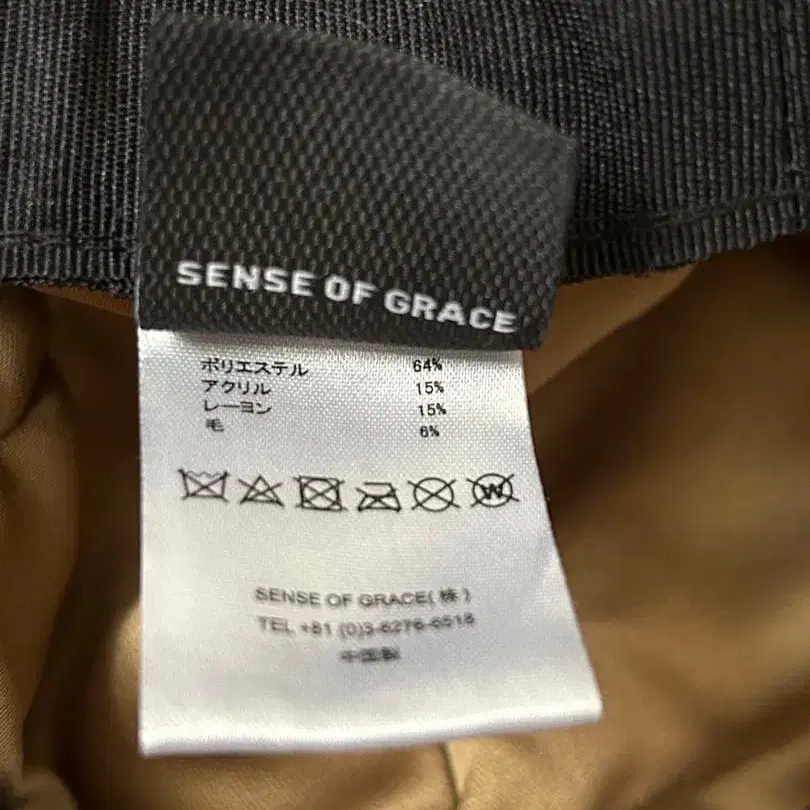 SENSE OF GRACE
ポリエステル 64%
アクリル 15%
レーヨン 15%
毛 6%
W
SENSE OF GRACE(株)
TEL +81 (0)3-6276-6518
中国製